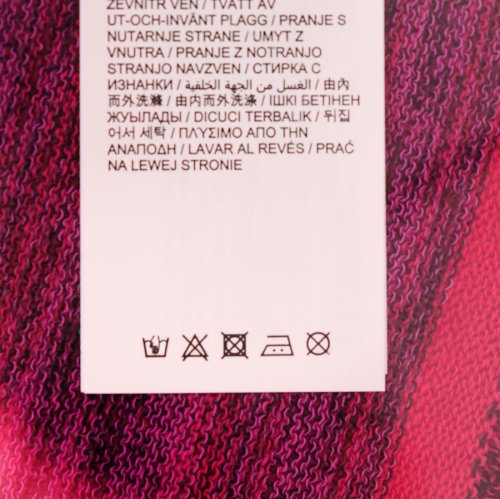 ZEVNITŘ VEN / TVÄTT AV
UT-OCH-INVÄNT PLAGG / PRANJE S
NUTARNJE STRANE / UMYŤ Z
VNUTRA / PRANJE Z NOTRANJO
STRANJO NAVZVEN / СТИРКА С
ИЗНАНКИ / الغسل من الجهة الخلفية / 由內
而外洗滌 / 由内而外洗涤 / ІШКІ БЕТІНЕН
ЖУЫЛАДЫ / DICUCI TERBALIK / 뒤집
어서 세탁 / ΠΛΥΣΙΜΟ ΑΠΟ ΤΗΝ
ΑΝΑΠΟΔΗ / LAVAR AL REVÉS / PRAĆ
NA LEWEJ STRONIE